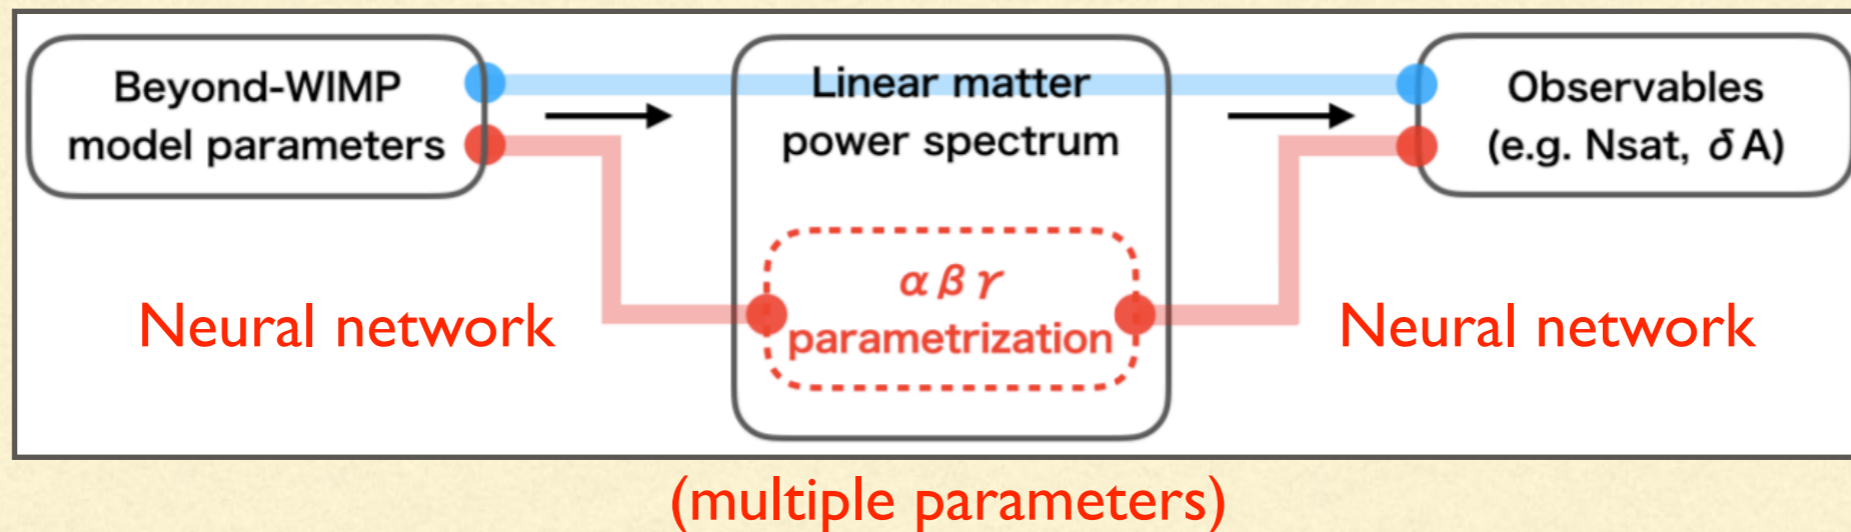 Beyond-WIMP
model parameters
Linear matter
power spectrum
Observables
(e.g. Nsat, δA)
α β γ
parametrization
Neural network
Neural network
(multiple parameters)